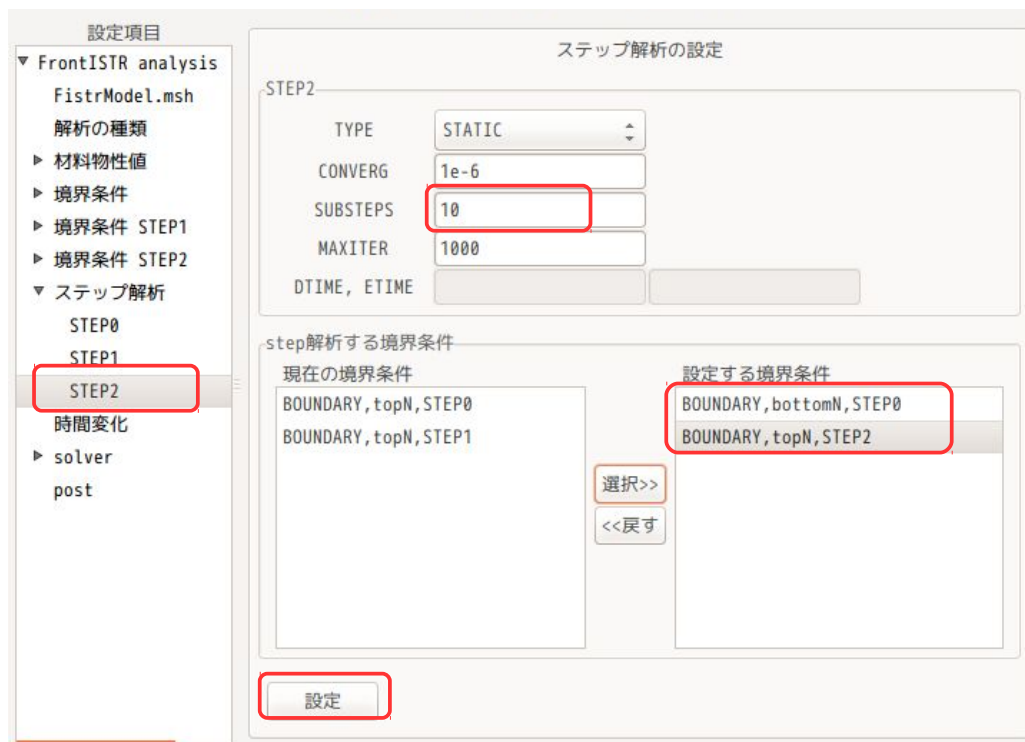 設定項目
FrontISTR analysis
FistrModel.msh
解析の種類
材料物性値
境界条件
境界条件 STEP1
境界条件 STEP2
ステップ解析
STEP0
STEP1
STEP2
時間変化
solver
post
ステップ解析の設定
STEP2
TYPE STATIC
CONVERG 1e-6
SUBSTEPS 10
MAXITER 1000
DTIME, ETIME
step解析する境界条件
現在の境界条件
BOUNDARY,topN,STEP0
BOUNDARY,topN,STEP1
選択>>
<<戻す
設定する境界条件
BOUNDARY,bottomN,STEP0
BOUNDARY,topN,STEP2
設定